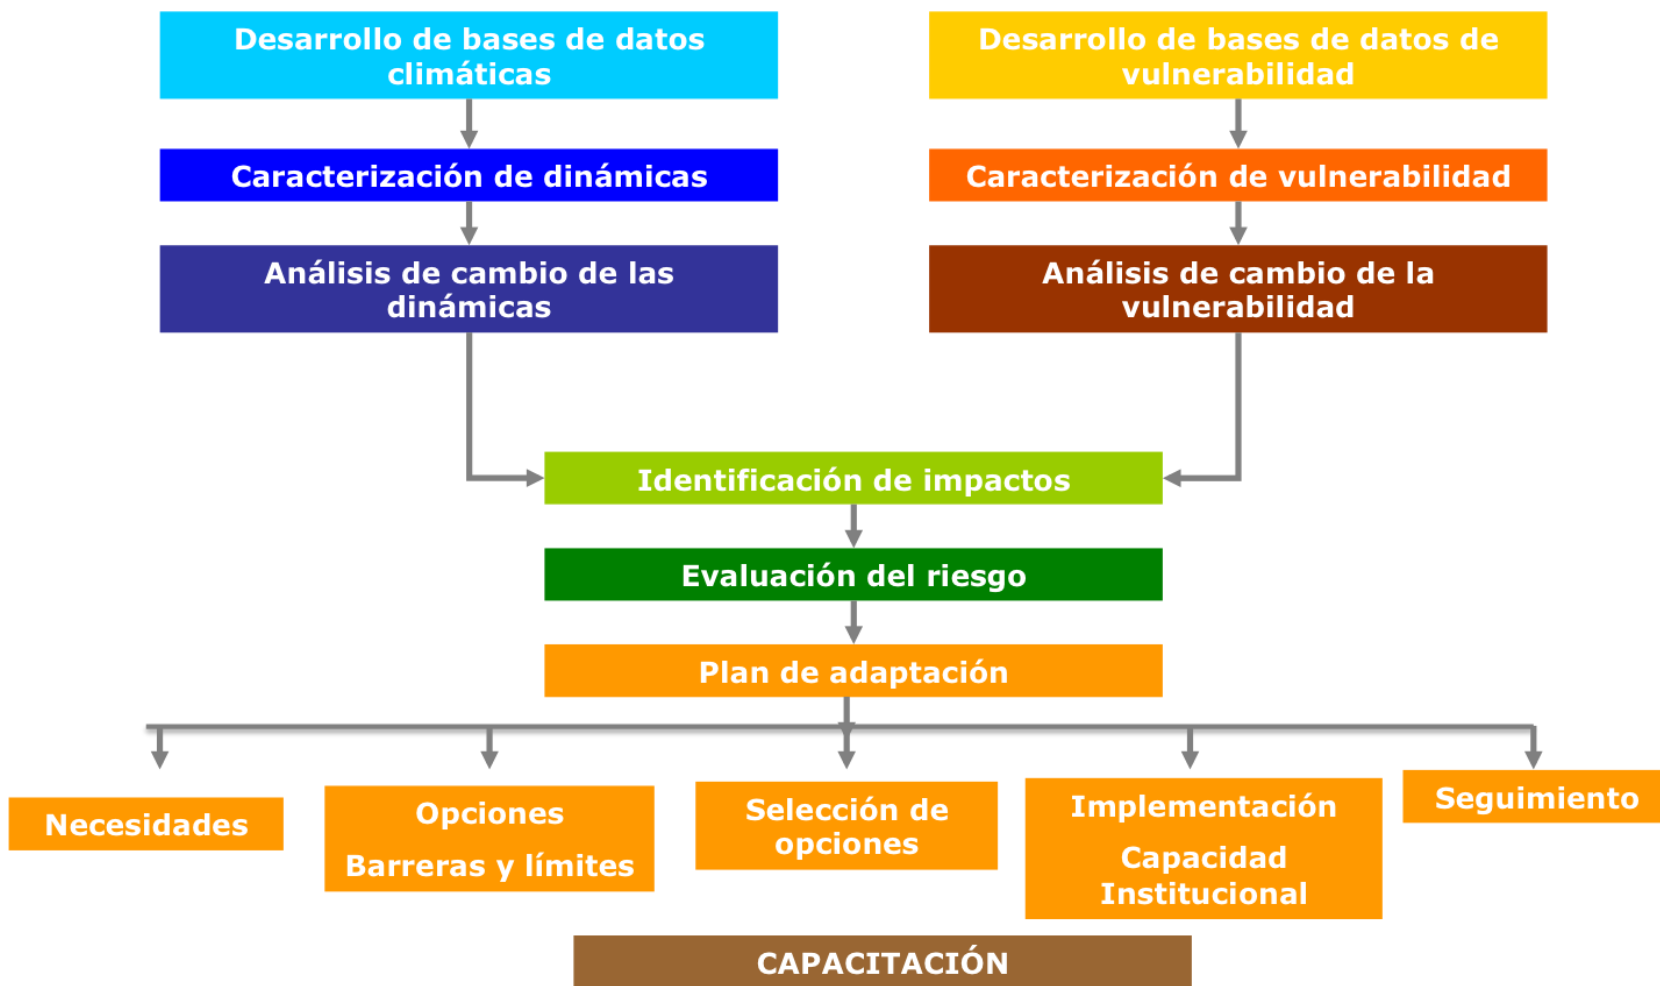 Desarrollo de bases de datos
climáticas
Desarrollo de bases de datos de
vulnerabilidad
Caracterización de dinámicas
Caracterización de vulnerabilidad
Análisis de cambio de las
dinámicas
Análisis de cambio de la
vulnerabilidad
Identificación de impactos
Evaluación del riesgo
Plan de adaptación
Necesidades
Opciones
Barreras y límites
Selección de
opciones
Implementación
Capacidad
Institucional
Seguimiento
CAPACITACIÓN